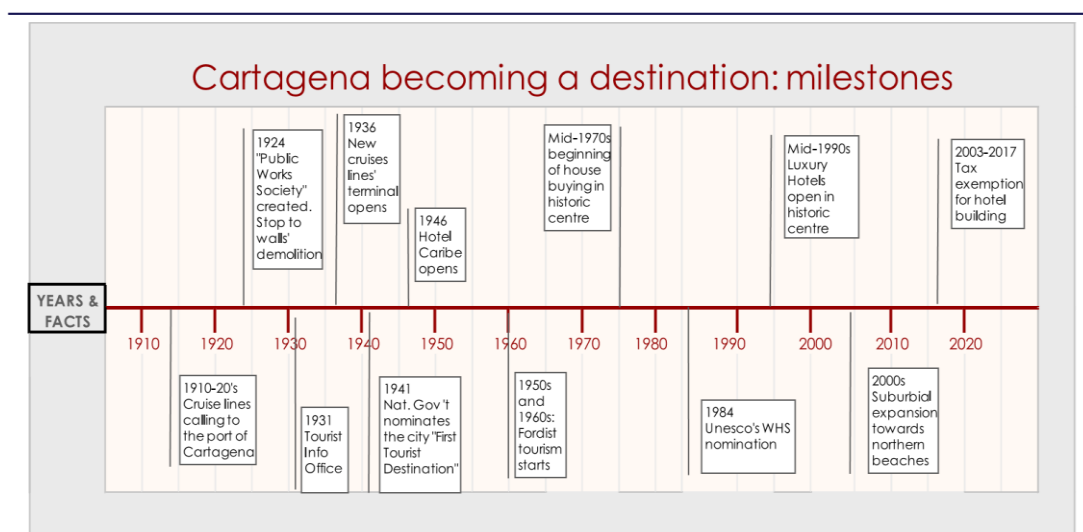 Cartagena becoming a destination: milestones
1924
"Public
Works
Society"
created.
Stop to
walls'
demolition
1936
New
cruises
lines'
terminal
opens
1946
Hotel
Caribe
opens
Mid-1970s
beginning
of house
buying in
historic
centre
Mid-1990s
Luxury
Hotels
open in
historic
centre
2003-2017
Tax
exemption
for hotel
building
YEARS &
FACTS
1910 1920 1930 1940 1950 1960 1970 1980 1990 2000 2010 2020
1910-20's
Cruise lines
calling to
the port of
Cartagena
1931
Tourist
Info
Office
1941
Nat. Gov't
nominates
the city "First
Tourist
Destination"
1950s
and
1960s:
Fordist
tourism
starts
1984
Unesco's WHS
nomination
2000s
Suburbial
expansion
towards
northern
beaches